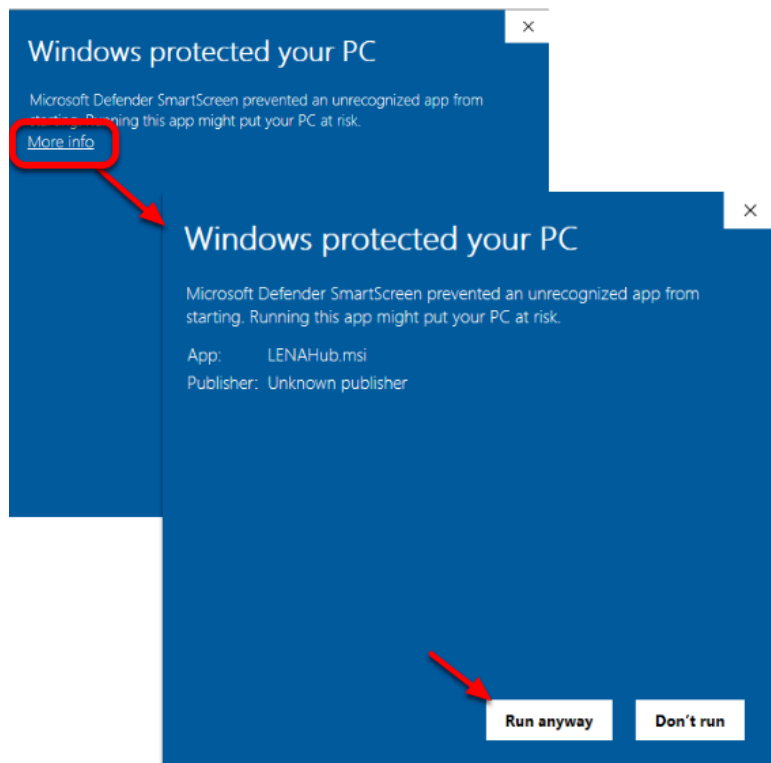 Windows protected your PC
Microsoft Defender SmartScreen prevented an unrecognized app from
starting. Running this app might put your PC at risk.
More info
Windows protected your PC
Microsoft Defender SmartScreen prevented an unrecognized app from
starting. Running this app might put your PC at risk.
App: LENAHub.msi
Publisher: Unknown publisher
Run anyway Don't run